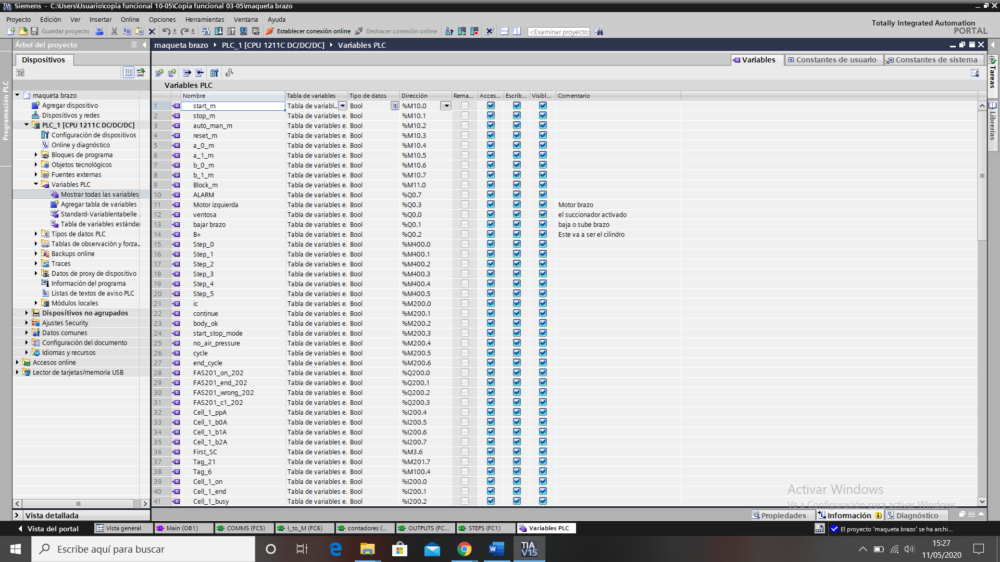 Siemens - C:\Users\Usuario\copia funcional 10-05\Copia funcional 03-05\maqueta brazo
Proyecto Edición Ver Insertar Online Opciones Herramientas Ventana Ayuda
Totally Integrated Automation
PORTAL
Guardar proyecto Establecer conexión online Deshacer conexión online <Examinar proyecto>
Árbol del proyecto
maqueta brazo PLC_1 [CPU 1211C DC/DC/DC] Variables PLC
Dispositivos
Variables Constantes de usuario Constantes de sistema
Programación PLC
Tareas
Librerías
maqueta brazo
Agregar dispositivo
Dispositivos y redes
PLC_1 [CPU 1211C DC/DC/DC]
Configuración de dispositivos
Online y diagnóstico
Bloques de programa
Objetos tecnológicos
Fuentes externas
Variables PLC
Mostrar todas las variables
Agregar tabla de variables
Standard-Variablentabelle .
Tabla de variables estándar
Tipos de datos PLC
Tablas de observación y forza..
Backups online
Traces
Datos de proxy de dispositivo
Información del programa
Listas de textos de aviso PLC
Módulos locales
Dispositivos no agrupados
Ajustes Security
Datos comunes
Configuración del documento
Idiomas y recursos
Accesos online
Lector de tarjetas/memoria USB
Vista detallada
Variables PLC
Nombre Tabla de variables Tipo de datos Dirección Rema... Acces... Escrib... Visibl... Comentario
1 start_m Tabla de variabl.. Bool %M10.0
2 stop_m Tabla de variables e. Bool %M10.1
3 auto_man_m Tabla de variables e. Bool %M10.2
4 reset_m Tabla de variables e. Bool %M10.3
5 a_0_m Tabla de variables e. Bool %M10.4
6 a_1_m Tabla de variables e. Bool %M10.5
7 b_0_m Tabla de variables e. Bool %M10.6
8 b_1_m Tabla de variables e. Bool %M10.7
9 Block_m Tabla de variables e. Bool %M11.0
10 ALARM Tabla de variables e. Bool %Q0.7
11 Motor izquierda Tabla de variables e. Bool %Q0.3 Motor brazo
12 ventosa Tabla de variables e. Bool %Q0.0 el succionador activado
13 bajar brazo Tabla de variables e. Bool %Q0.1 baja o sube brazo
14 B+ Tabla de variables e. Bool %Q0.2 Este va a ser el cilindro
15 Step_0 Tabla de variables e. Bool %M400.0
16 Step_1 Tabla de variables e. Bool %M400.1
17 Step_2 Tabla de variables e. Bool %M400.2
18 Step_3 Tabla de variables e. Bool %M400.3
19 Step_4 Tabla de variables e. Bool %M400.4
20 Step_5 Tabla de variables e. Bool %M400.5
21 ic Tabla de variables e. Bool %M200.0
22 continue Tabla de variables e. Bool %M200.1
23 body_ok Tabla de variables e. Bool %M200.2
24 start_stop_mode Tabla de variables e. Bool %M200.3
25 no_air_pressure Tabla de variables e. Bool %M200.4
26 cycle Tabla de variables e. Bool %M200.5
27 end_cycle Tabla de variables e. Bool %M200.6
28 FAS201_on_202 Tabla de variables e. Bool %Q200.0
29 FAS201_end_202 Tabla de variables e. Bool %Q200.1
30 FAS201_wrong_202 Tabla de variables e. Bool %Q200.2
31 FAS201_c1_202 Tabla de variables e. Bool %Q200.3
32 Cell_1_ppA Tabla de variables e. Bool %I200.4
33 Cell_1_b0A Tabla de variables e. Bool %I200.5
34 Cell_1_b1A Tabla de variables e. Bool %I200.6
35 Cell_1_b2A Tabla de variables e. Bool %I200.7
36 First_SC Tabla de variables e. Bool %M3.6
37 Tag_21 Tabla de variables e. Bool %M201.7
38 Tag_6 Tabla de variables e. Bool %M100.4
39 Cell_1_on Tabla de variables e. Bool %I200.0
40 Cell_1_end Tabla de variables e. Bool %I200.1
41 Cell_1_busy Tabla de variables e. Bool %I200.2
Activar Windows
Ve a Configuración para activar Windows.
Propiedades Información Diagnóstico
Vista del portal Vista general Main (OB1) COMMS (FC5) I_to_M (FC6) contadores (... OUTPUTS (FC... STEPS (FC1) Variables PLC El proyecto 'maqueta brazo' se ha archi...
Escribe aquí para buscar
TIA V15
15:27
11/05/2020